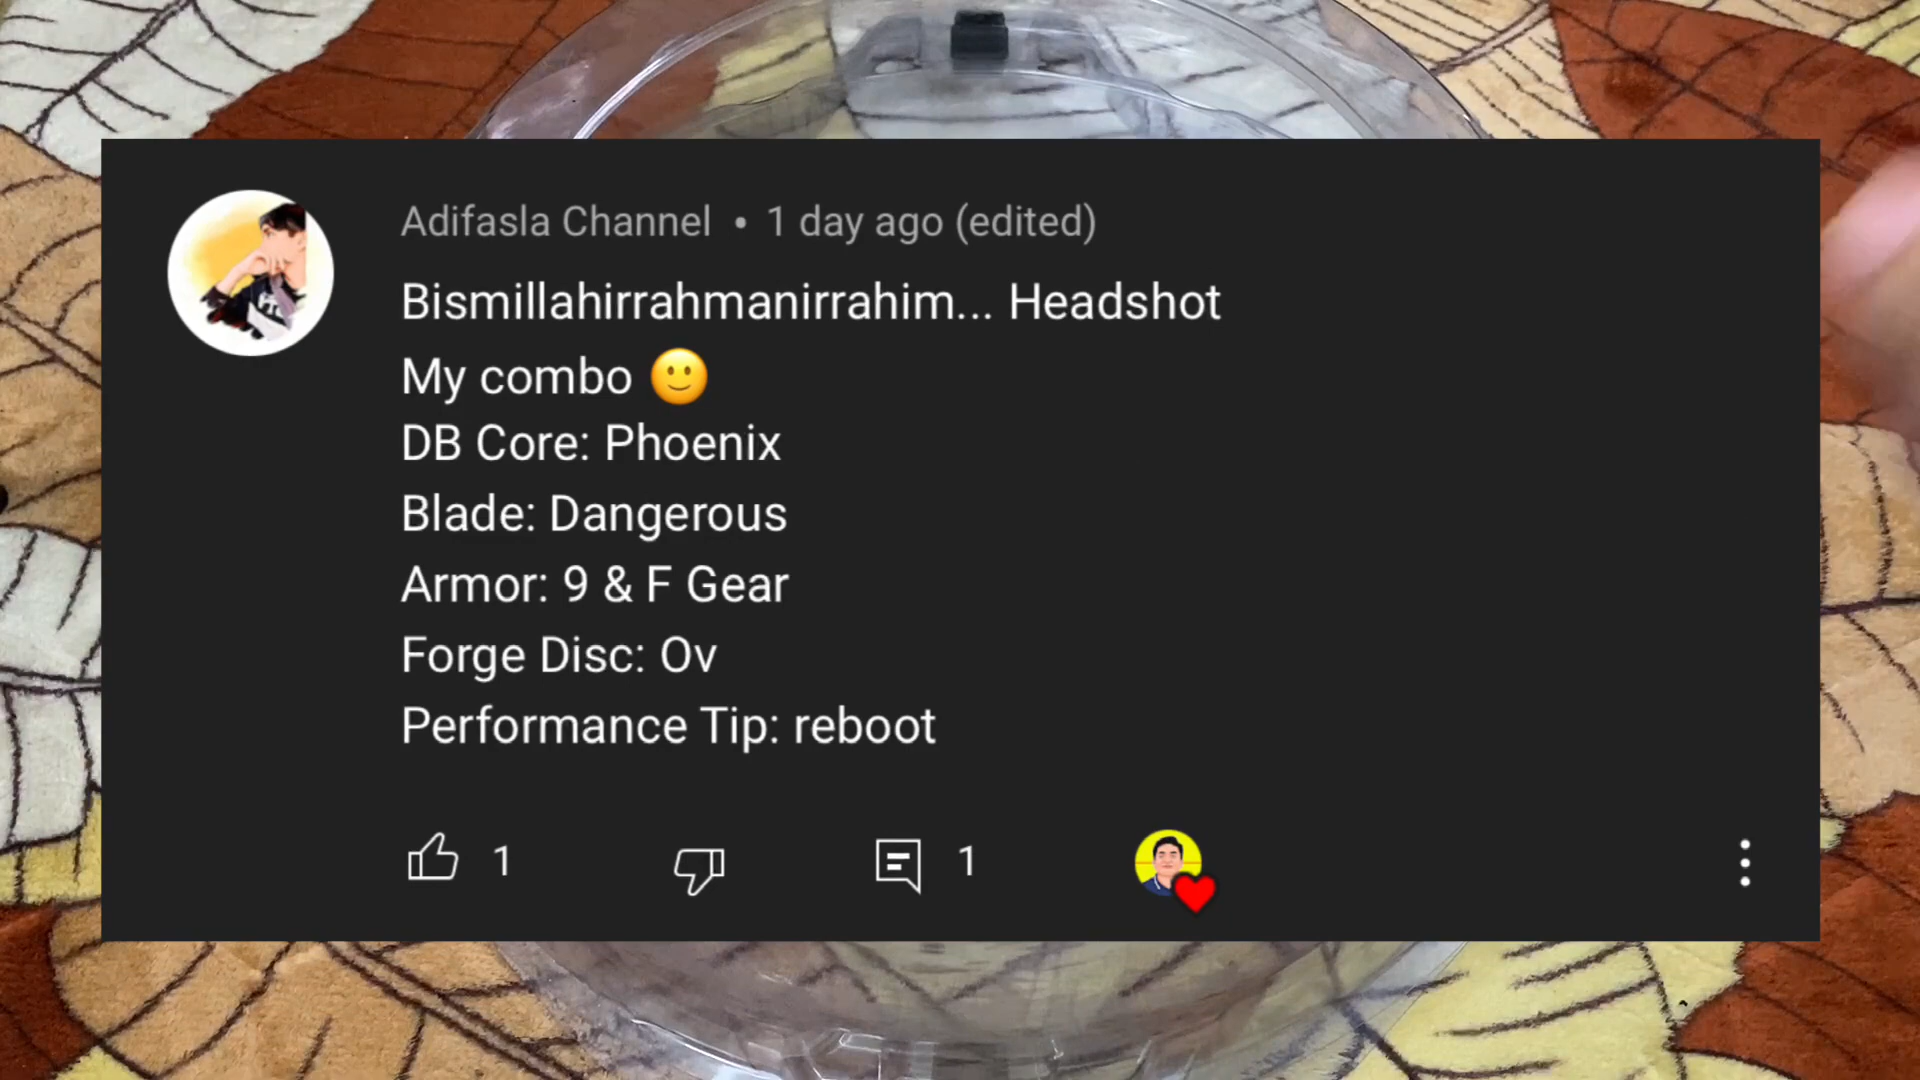 Adifasla Channel • 1 day ago (edited)
Bismillahirrahmanirrahim... Headshot
My combo 🙂
DB Core: Phoenix
Blade: Dangerous
Armor: 9 & F Gear
Forge Disc: Ov
Performance Tip: reboot
1
1